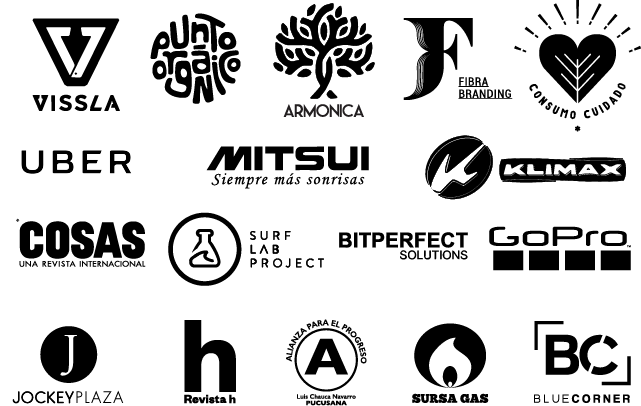 VISSLA
PUNTO
orgánico
ARMONICA
F
FIBRA
BRANDING
CONSUMO CUIDADO
UBER
MITSUI
Siempre más sonrisas
KLIMAX
COSAS
UNA REVISTA INTERNACIONAL
SURF
LAB
PROJECT
BITPERFECT
SOLUTIONS
GoPro
J
JOCKEYPLAZA
h
Revista h
ALIANZA PARA EL PROGRESO
A
Luis Chauca Navarro
PUCUSANA
SURSA GAS
BC
BLUECORNER